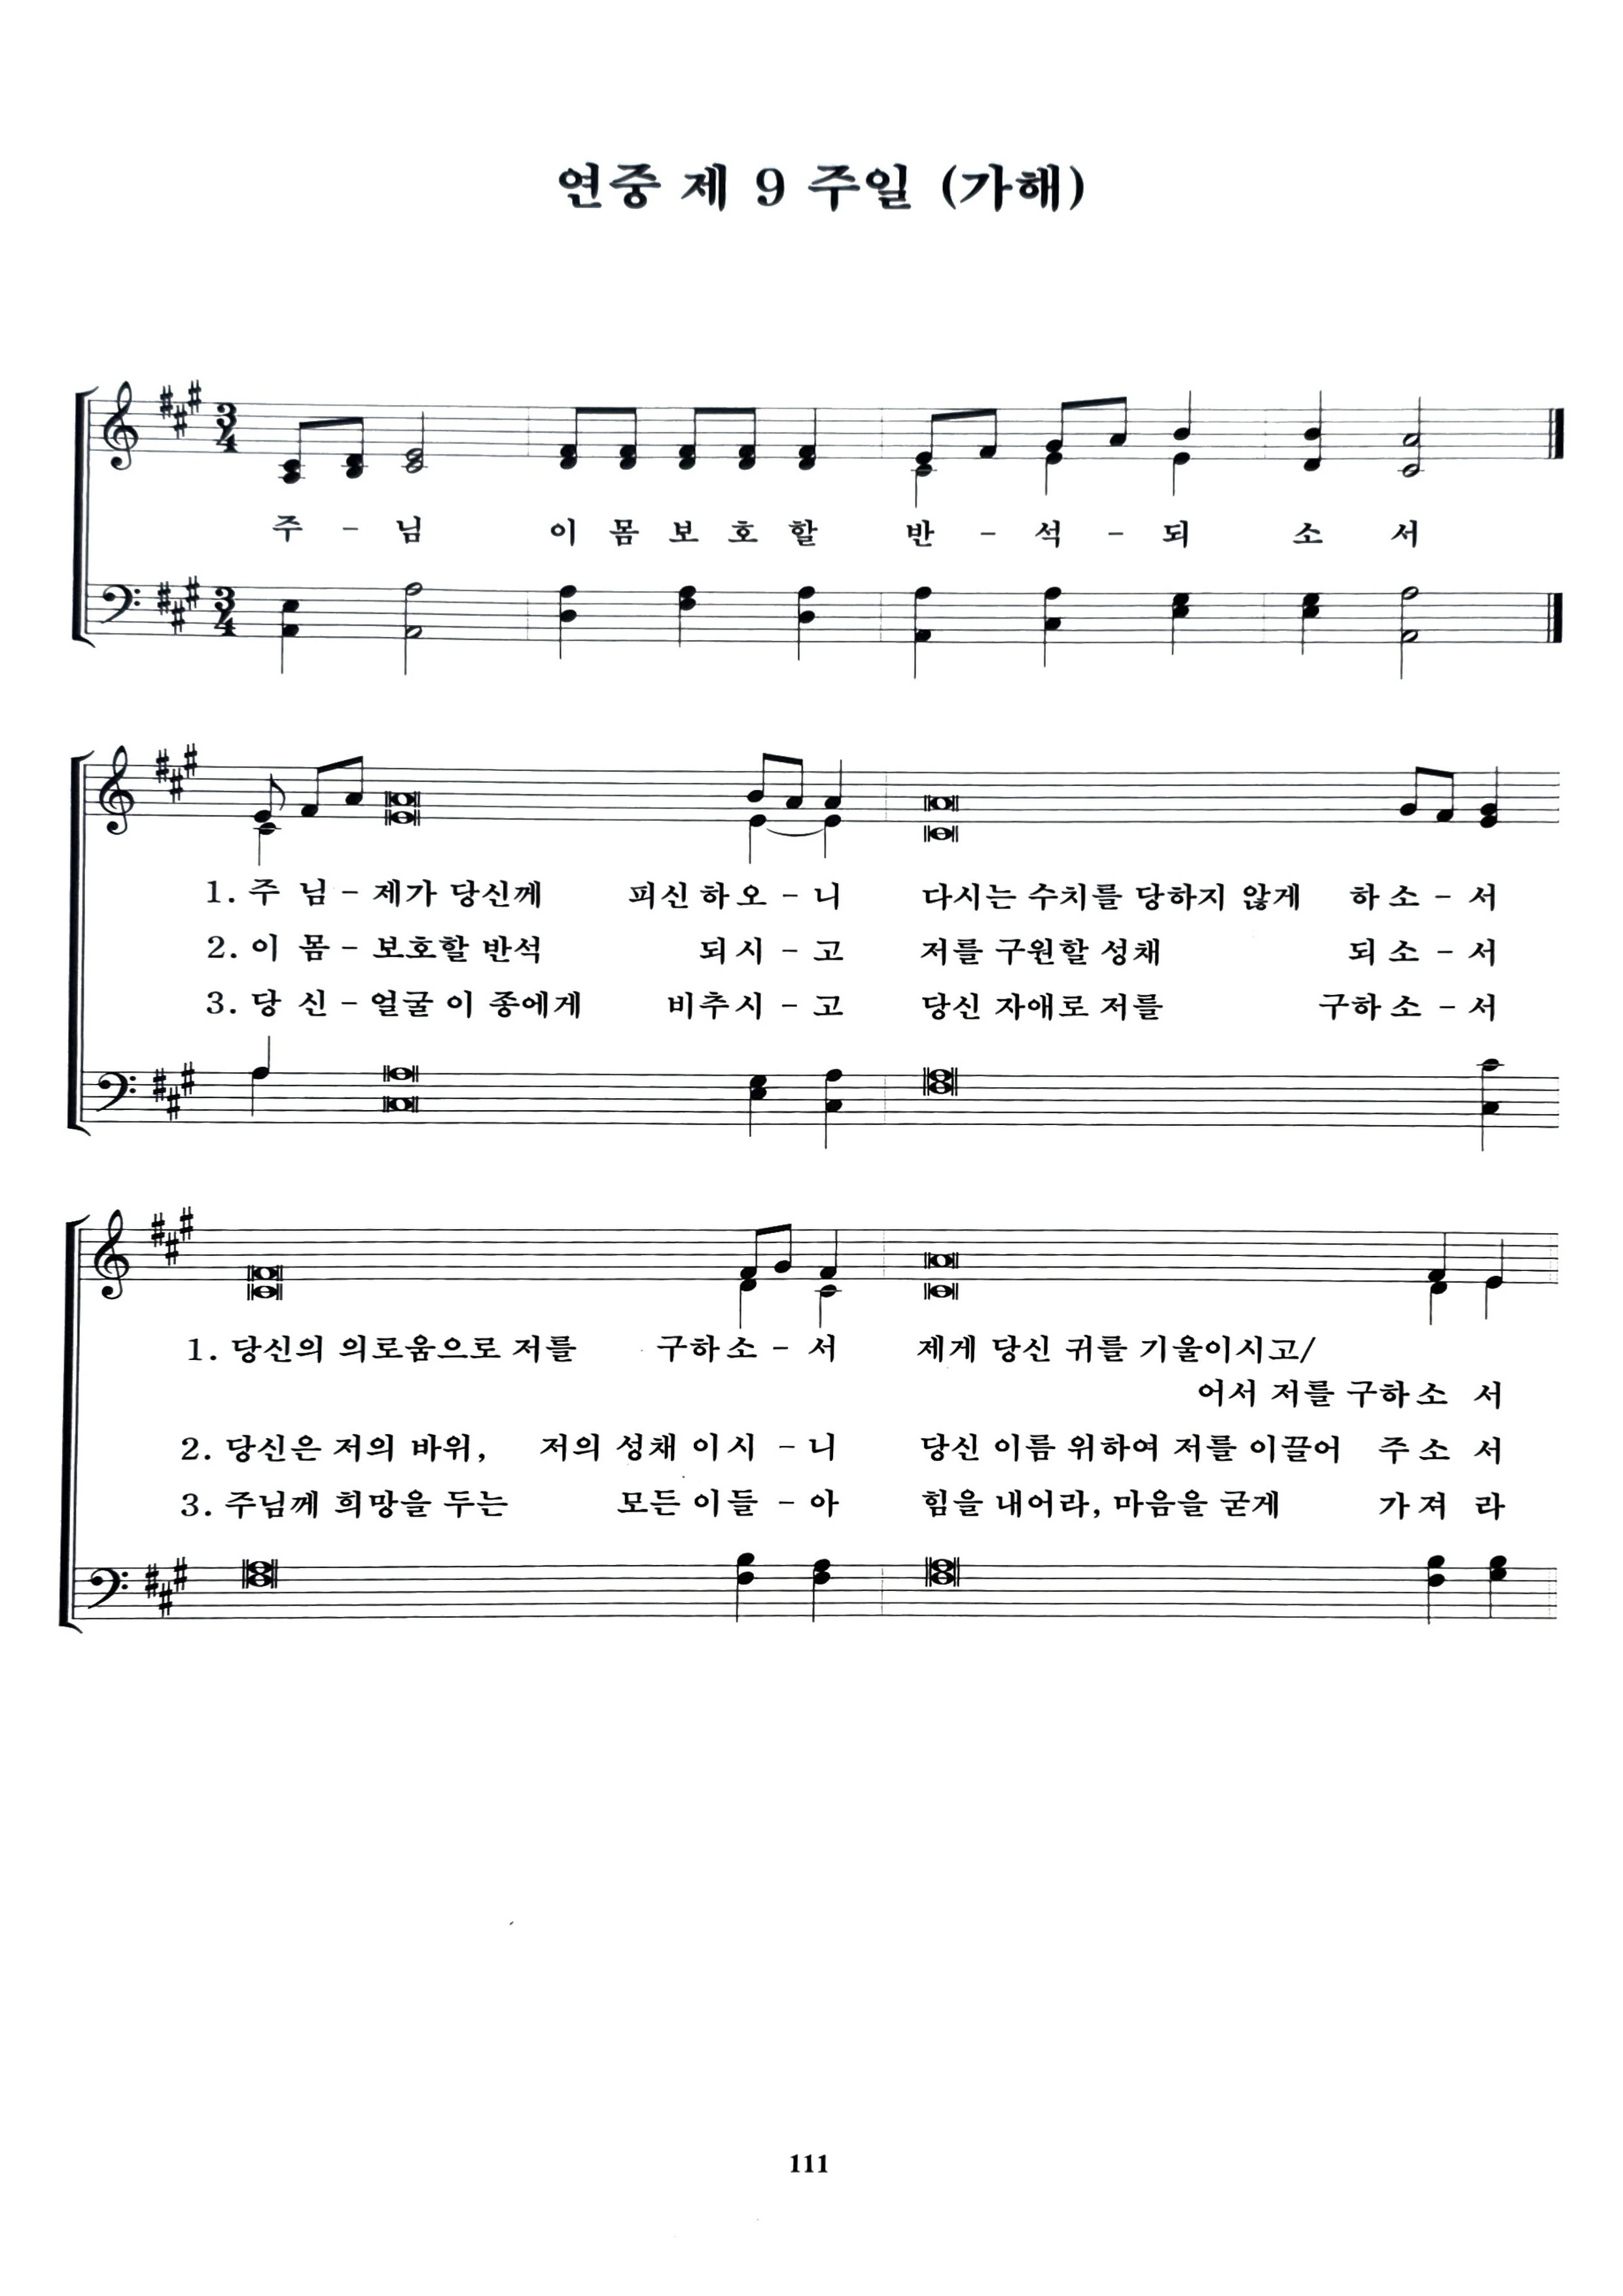 연중 제 9 주일 (가해)
3 4
주 - 님 이 몸 보 호 할 반 - 석 - 되 소 서
3 4
1. 주 님 - 제가 당신께 피신 하 오 - 니 다시는 수치를 당하지 않게 하 소 - 서
2. 이 몸 - 보호할 반석 되 시 - 고 저를 구원할 성채 되 소 - 서
3. 당 신 - 얼굴 이 종에게 비추 시 - 고 당신 자애로 저를 구하 소 - 서
1. 당신의 의로움으로 저를 구하 소 - 서 제게 당신 귀를 기울이시고/
어서 저를 구하 소 서
2. 당신은 저의 바위, 저의 성채 이 시 - 니 당신 이름 위하여 저를 이끌어 주 소 서
3. 주님께 희망을 두는 모든 이 들 - 아 힘을 내어라, 마음을 굳게 가 져 라
111